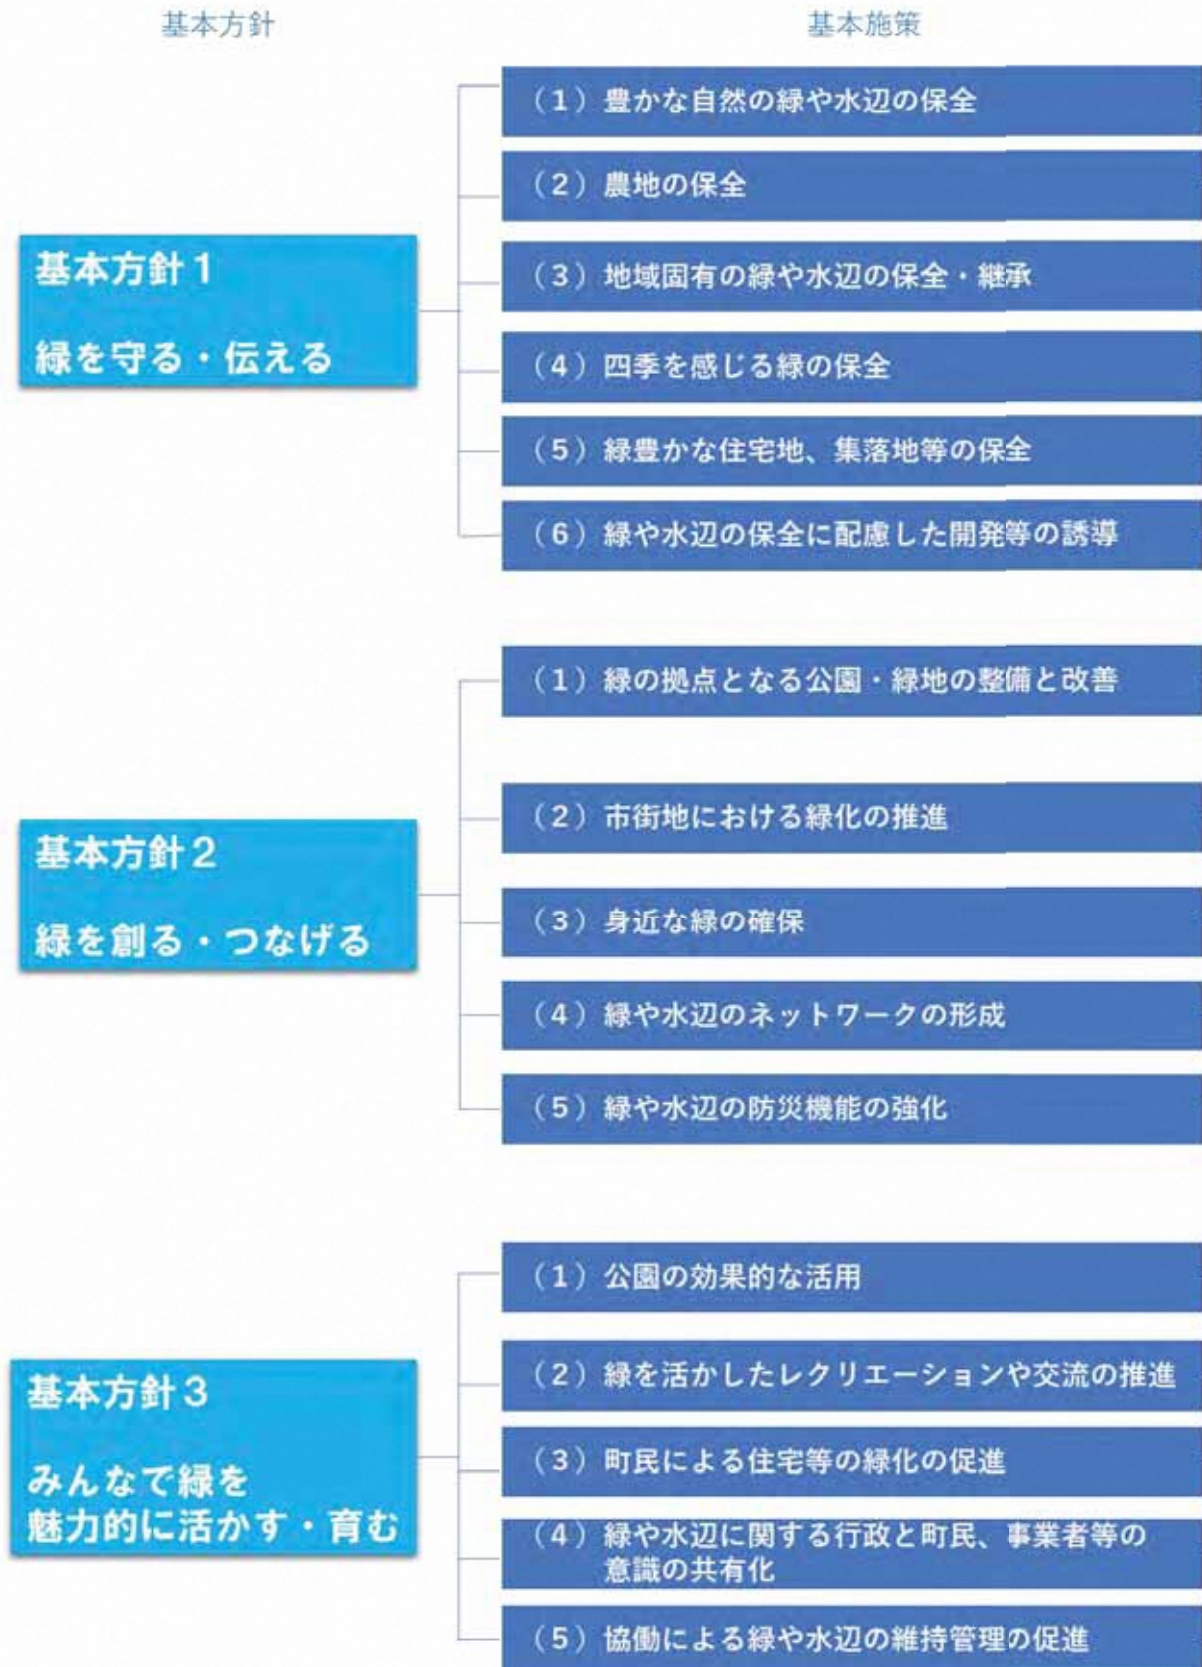 基本方針
基本施策
基本方針1
緑を守る・伝える
(1)豊かな自然の緑や水辺の保全
(2)農地の保全
(3)地域固有の緑や水辺の保全・継承
(4)四季を感じる緑の保全
(5)緑豊かな住宅地、集落地等の保全
(6)緑や水辺の保全に配慮した開発等の誘導
基本方針2
緑を創る・つなげる
(1)緑の拠点となる公園・緑地の整備と改善
(2)市街地における緑化の推進
(3)身近な緑の確保
(4)緑や水辺のネットワークの形成
(5)緑や水辺の防災機能の強化
基本方針3
みんなで緑を
魅力的に活かす・育む
(1)公園の効果的な活用
(2)緑を活かしたレクリエーションや交流の推進
(3)町民による住宅等の緑化の促進
(4)緑や水辺に関する行政と町民、事業者等の
意識の共有化
(5)協働による緑や水辺の維持管理の促進